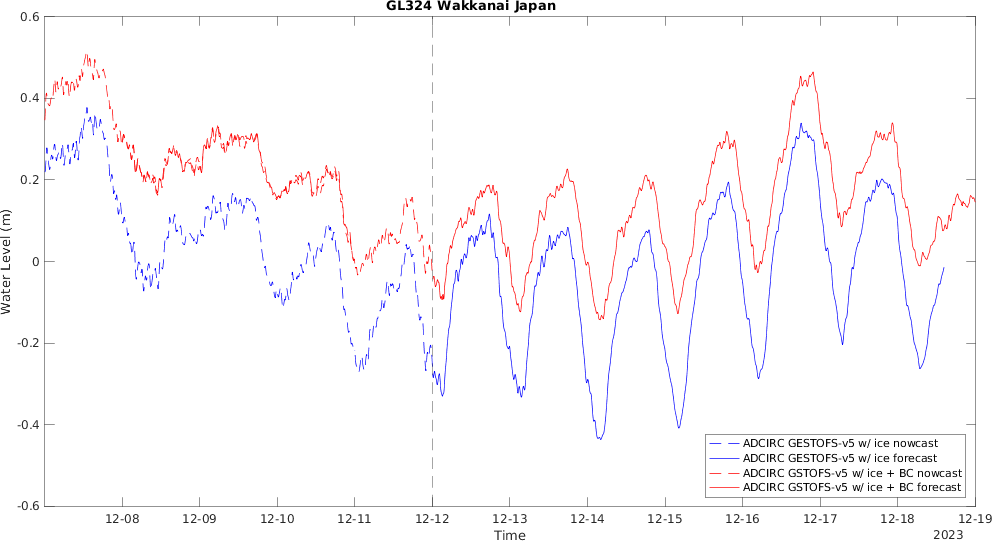 GL324 Wakkanai Japan
0.6
0.4
0.2
0
-0.2
-0.4
-0.6
Water Level (m)
12-08
12-09
12-10
12-11
12-12
12-13
12-14
12-15
12-16
12-17
12-18
12-19
Time
2023
ADCIRC GESTOFS-v5 w/ ice nowcast
ADCIRC GESTOFS-v5 w/ ice forecast
ADCIRC GSTOFS-v5 w/ ice + BC nowcast
ADCIRC GSTOFS-v5 w/ ice + BC forecast